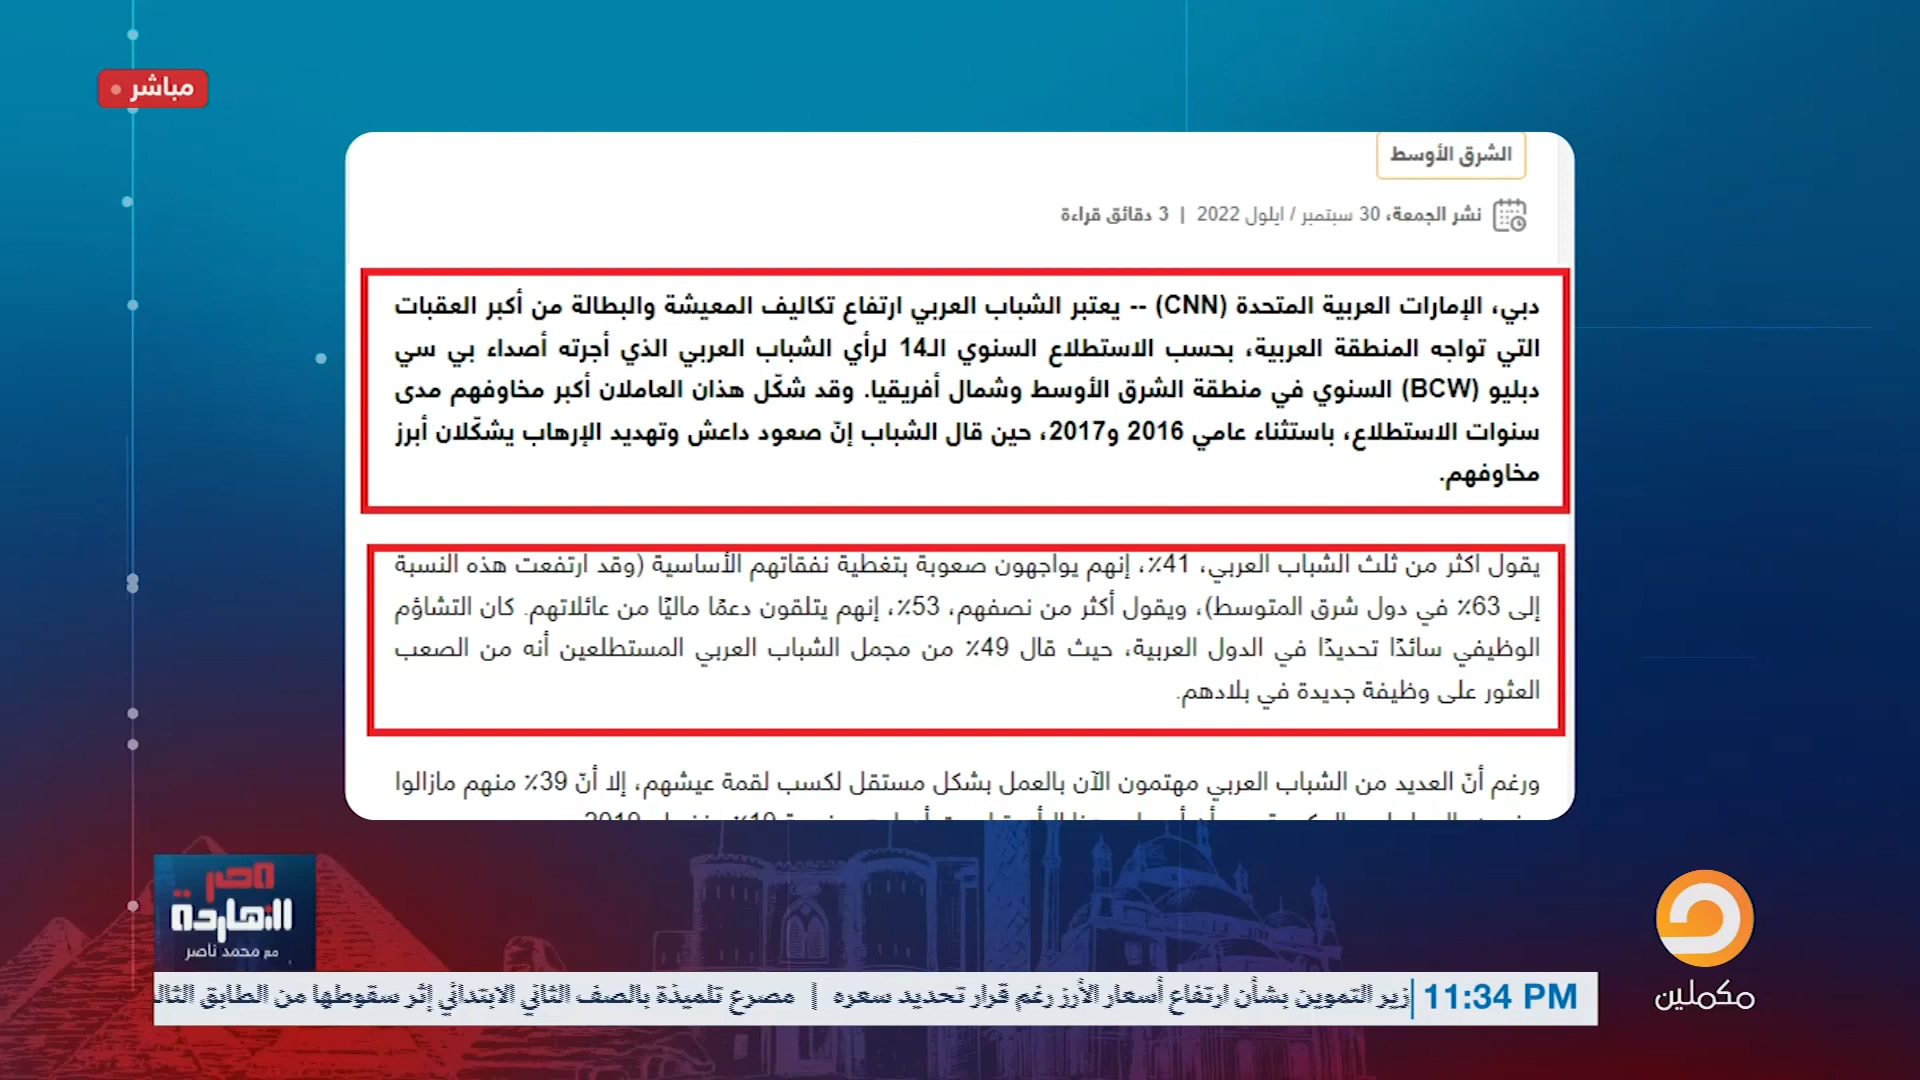 مباشر
الشرق الأوسط
نشر الجمعة، 30 سبتمبر / ايلول 2022 | 3 دقائق قراءة
دبي، الإمارات العربية المتحدة (CNN) -- يعتبر الشباب العربي ارتفاع تكاليف المعيشة والبطالة من أكبر العقبات
التي تواجه المنطقة العربية، بحسب الاستطلاع السنوي الـ14 لرأي الشباب العربي الذي أجرته أصداء بي سي
دبليو (BCW) السنوي في منطقة الشرق الأوسط وشمال أفريقيا. وقد شكّل هذان العاملان أكبر مخاوفهم مدى
سنوات الاستطلاع، باستثناء عامي 2016 و2017، حين قال الشباب إنّ صعود داعش وتهديد الإرهاب يشكّلان أبرز
مخاوفهم.
يقول اكثر من ثلث الشباب العربي، 41٪، إنهم يواجهون صعوبة بتغطية نفقاتهم الأساسية (وقد ارتفعت هذه النسبة
إلى 63٪ في دول شرق المتوسط)، ويقول أكثر من نصفهم، 53٪، إنهم يتلقون دعمًا ماليًا من عائلاتهم. كان التشاؤم
الوظيفي سائدًا تحديدًا في الدول العربية، حيث قال 49٪ من مجمل الشباب العربي المستطلعين أنه من الصعب
العثور على وظيفة جديدة في بلادهم.
ورغم أنّ العديد من الشباب العربي مهتمون الآن بالعمل بشكل مستقل لكسب لقمة عيشهم، إلا أنّ 39٪ منهم مازالوا
مصر
النهاردة
مع محمد ناصر
11:34 PM
زير التموين بشأن ارتفاع أسعار الأرز رغم قرار تحديد سعره | مصرع تلميذة بالصف الثاني الابتدائي إثر سقوطها من الطابق الثال
مكملين